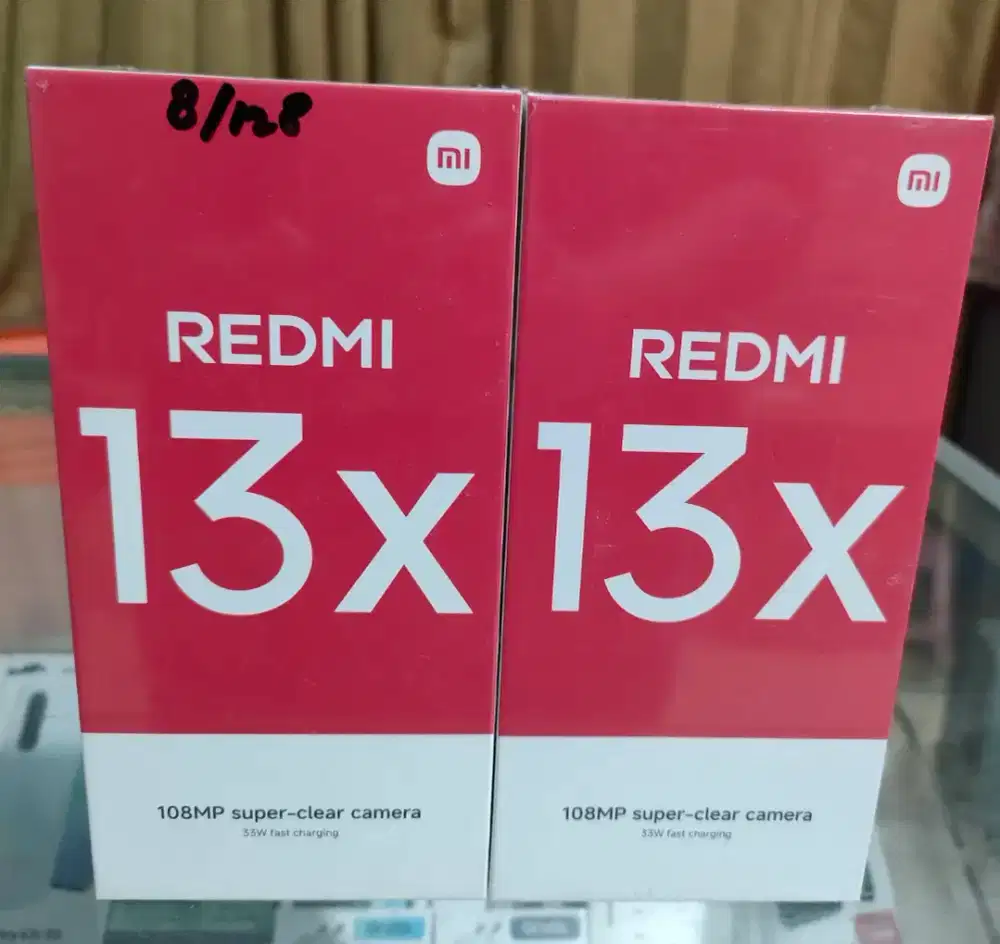 8/128
mi
REDMI
13x
108MP super-clear camera
33W fast charging
mi
REDMI
13x
108MP super-clear camera
33W fast charging